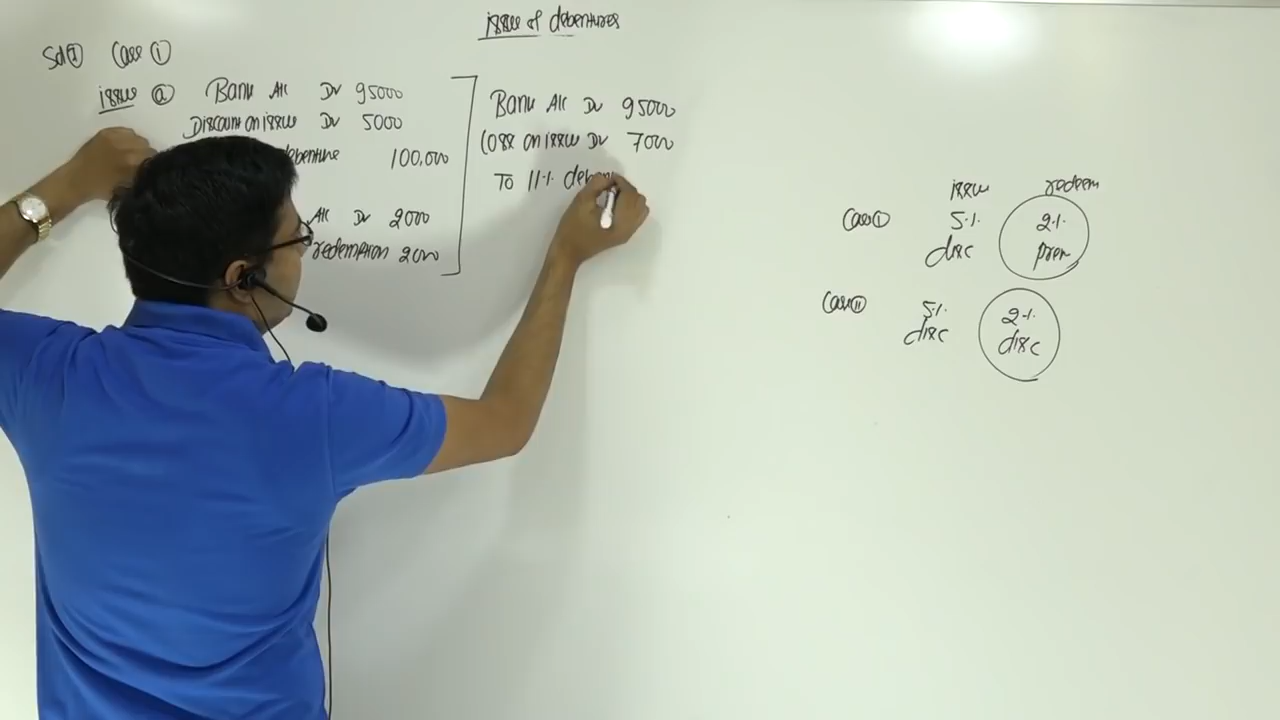 issue of debentures
Sol① Case ①
issue ⓐ Bank A/c Dr 95000
Discount on issue Dr 5000
debenture 100,000
A/c Dr 2000
redemption 2000
Bank A/c Dr 95000
Loss on issue Dr 7000
To 11% deben
issue redeem
Case① 5% disc 2% prem
Case⑪ 5% disc 2% disc